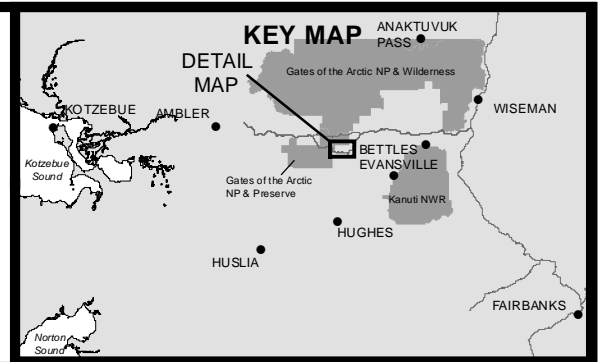 KEY MAP
ANAKTUVUK
PASS
DETAIL
MAP
Gates of the Arctic NP & Wilderness
WISEMAN
KOTZEBUE
AMBLER
Kotzebue
Sound
BETTLES
EVANSVILLE
Gates of the Arctic
NP & Preserve
Kanuti NWR
HUGHES
HUSLIA
FAIRBANKS
Norton
Sound